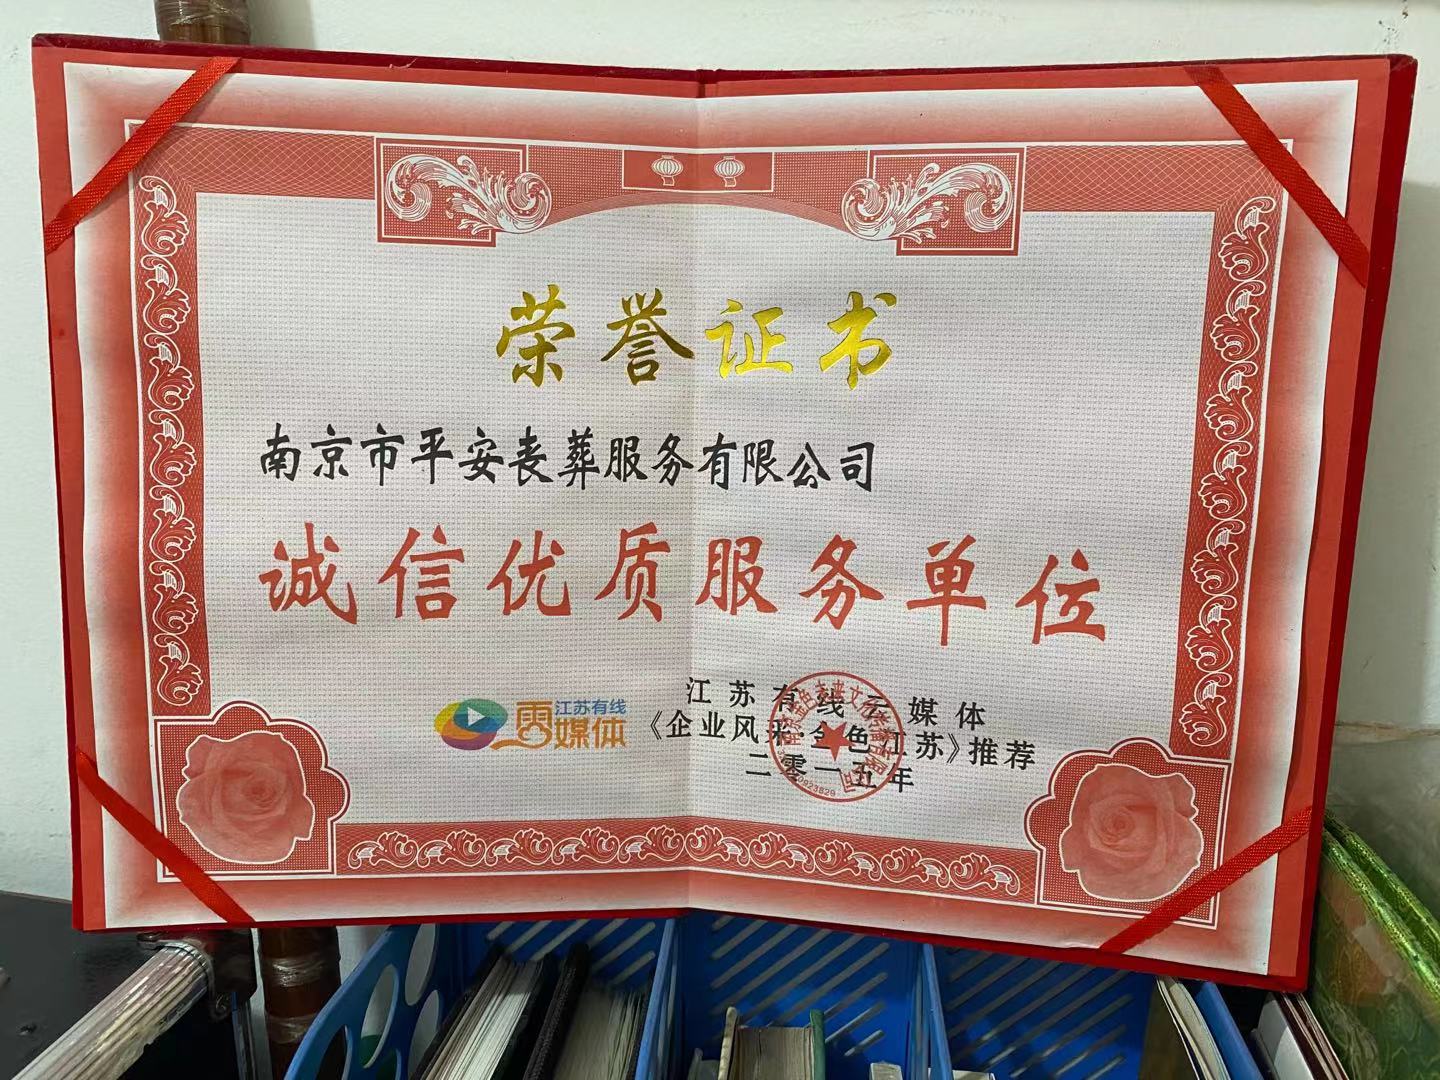 荣誉证书
南京市平安丧葬服务有限公司
诚信优质服务单位
江苏有线
云媒体
江苏有线云媒体
《企业风采·金色江苏》推荐
二零一五年